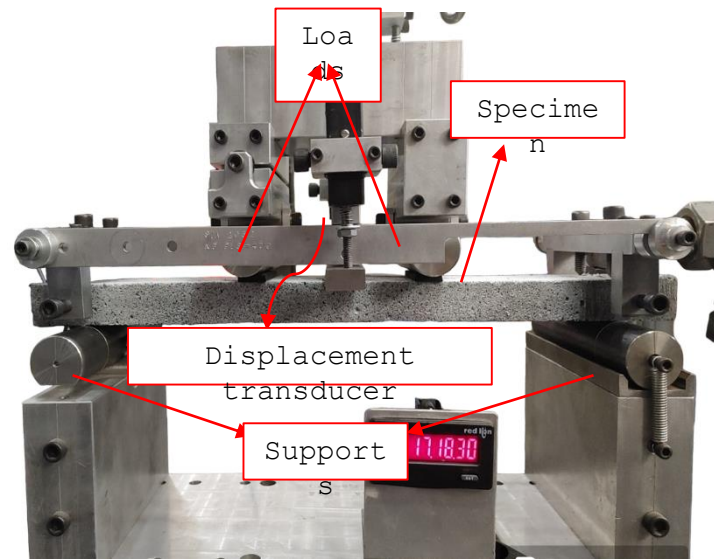 Loa
ds
Specime
n
Displacement
transducer
red lion
17.18.30
Support
s